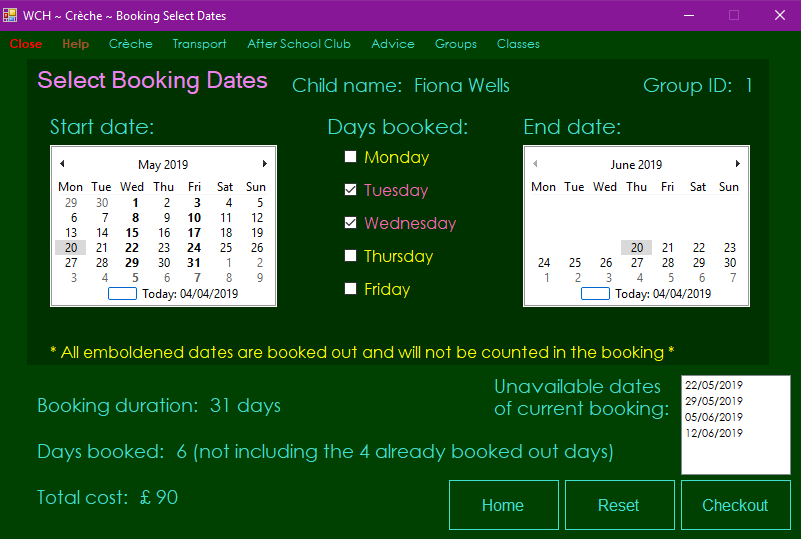 WCH ~ Crèche ~ Booking Select Dates
Close Help Crèche Transport After School Club Advice Groups Classes
Select Booking Dates Child name: Fiona Wells Group ID: 1
Start date:
May 2019
Mon Tue Wed Thu Fri Sat Sun
29 30 1 2 3 4 5
6 7 8 9 10 11 12
13 14 15 16 17 18 19
20 21 22 23 24 25 26
27 28 29 30 31 1 2
3 4 5 6 7 8 9
Today: 04/04/2019
Days booked:
Monday
Tuesday
Wednesday
Thursday
Friday
End date:
June 2019
Mon Tue Wed Thu Fri Sat Sun
20 21 22 23
24 25 26 27 28 29 30
1 2 3 4 5 6 7
Today: 04/04/2019
* All emboldened dates are booked out and will not be counted in the booking *
Booking duration: 31 days
Unavailable dates
of current booking:
22/05/2019
29/05/2019
05/06/2019
12/06/2019
Days booked: 6 (not including the 4 already booked out days)
Total cost: £ 90
Home Reset Checkout